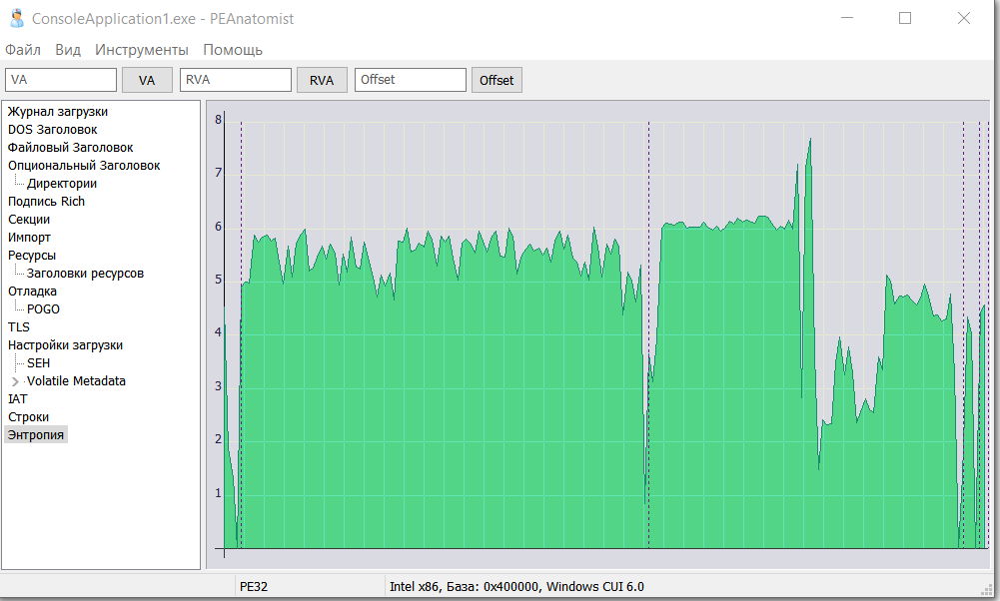 ConsoleApplication1.exe - PEAnatomist
Файл Вид Инструменты Помощь
VA VA RVA RVA Offset Offset
Журнал загрузки
DOS Заголовок
Файловый Заголовок
Опциональный Заголовок
Директории
Подпись Rich
Секции
Импорт
Ресурсы
Заголовки ресурсов
Отладка
POGO
TLS
Настройки загрузки
SEH
Volatile Metadata
IAT
Строки
Энтропия
8
7
6
5
4
3
2
1
PE32 Intel x86, База: 0x400000, Windows CUI 6.0